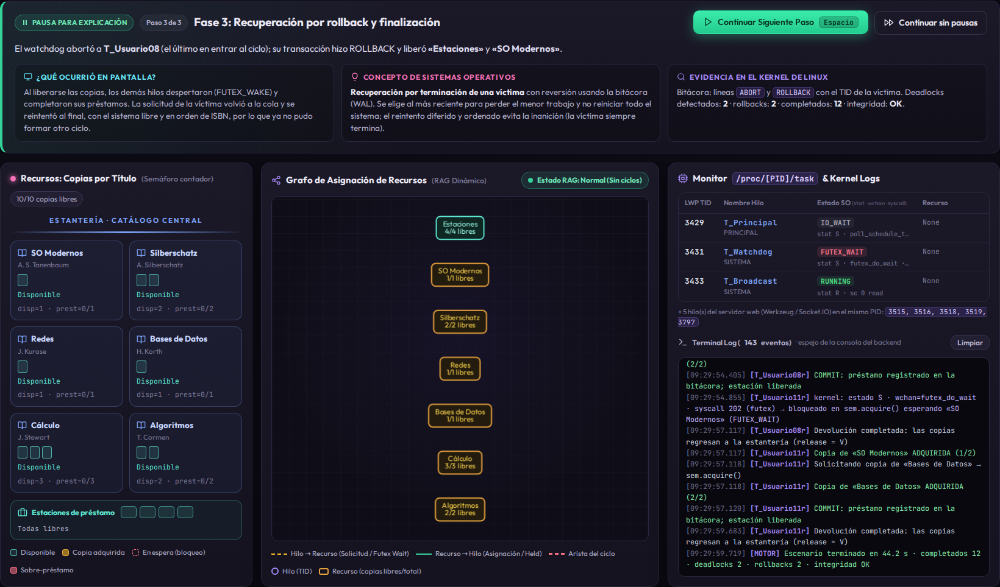 PAUSA PARA EXPLICACIÓN
Paso 3 de 3
Fase 3: Recuperación por rollback y finalización
Continuar Siguiente Paso Espacio
Continuar sin pausas
El watchdog abortó a T_Usuario08 (el último en entrar al ciclo); su transacción hizo ROLLBACK y liberó «Estaciones» y «SO Modernos».
¿QUÉ OCURRIÓ EN PANTALLA?
Al liberarse las copias, los demás hilos despertaron (FUTEX_WAKE) y
completaron sus préstamos. La solicitud de la víctima volvió a la cola y se
reintentó al final, con el sistema libre y en orden de ISBN, por lo que ya no pudo
formar otro ciclo.
CONCEPTO DE SISTEMAS OPERATIVOS
Recuperación por terminación de una víctima con reversión usando la bitácora
(WAL). Se elige al más reciente para perder el menor trabajo y no reiniciar todo el
sistema; el reintento diferido y ordenado evita la inanición (la víctima siempre
termina).
EVIDENCIA EN EL KERNEL DE LINUX
Bitácora: líneas ABORT y ROLLBACK con el TID de la víctima. Deadlocks
detectados: 2 · rollbacks: 2 · completados: 12 · integridad: OK.
Recursos: Copias por Título (Semáforo contador)
10/10 copias libres
ESTANTERÍA · CATÁLOGO CENTRAL
SO Modernos
A. S. Tanenbaum
Disponible
disp=1 · prest=0/1
Silberschatz
A. Silberschatz
Disponible
disp=2 · prest=0/2
Redes
J. Kurose
Disponible
disp=1 · prest=0/1
Bases de Datos
H. Korth
Disponible
disp=1 · prest=0/1
Cálculo
J. Stewart
Disponible
disp=3 · prest=0/3
Algoritmos
T. Cormen
Disponible
disp=2 · prest=0/2
Estaciones de préstamo
Todas libres
Disponible
Copia adquirida
En espera (bloqueo)
Sobre-préstamo
Grafo de Asignación de Recursos (RAG Dinámico)
Estado RAG: Normal (Sin ciclos)
Estaciones
4/4 libres
SO Modernos
1/1 libres
Silberschatz
2/2 libres
Redes
1/1 libres
Bases de Datos
1/1 libres
Cálculo
3/3 libres
Algoritmos
2/2 libres
Hilo → Recurso (Solicitud / Futex Wait)
Recurso → Hilo (Asignación / Held)
Arista del ciclo
Hilo (TID)
Recurso (copias libres/total)
Monitor /proc/[PID]/task & Kernel Logs
LWP TID Nombre Hilo Estado SO (stat · wchan · syscall) Recurso
3429 T_Principal IO_WAIT None
PRINCIPAL stat S · poll_schedule_t…
3431 T_Watchdog FUTEX_WAIT None
SISTEMA stat S · futex_do_wait ·…
3433 T_Broadcast RUNNING None
SISTEMA stat R · sc 0 read
+ 5 hilo(s) del servidor web (Werkzeug / Socket.IO) en el mismo PID: 3515, 3516, 3518, 3519,
3797
Terminal Log ( 143 eventos) · espejo de la consola del backend
Limpiar
(2/2)
[09:29:54.405] [T_Usuario08r] COMMIT: préstamo registrado en la
bitácora; estación liberada
[09:29:54.855] [T_Usuario11r] kernel: estado S · wchan=futex_do_wait
· syscall 202 (futex) → bloqueado en sem.acquire() esperando «SO
Modernos» (FUTEX_WAIT)
[09:29:57.117] [T_Usuario08r] Devolución completada: las copias
regresan a la estantería (release = V)
[09:29:57.117] [T_Usuario11r] Copia de «SO Modernos» ADQUIRIDA (1/2)
[09:29:57.118] [T_Usuario11r] Solicitando copia de «Bases de Datos» →
sem.acquire()
[09:29:57.118] [T_Usuario11r] Copia de «Bases de Datos» ADQUIRIDA
(2/2)
[09:29:57.120] [T_Usuario11r] COMMIT: préstamo registrado en la
bitácora; estación liberada
[09:29:59.683] [T_Usuario11r] Devolución completada: las copias
regresan a la estantería (release = V)
[09:29:59.719] [MOTOR] Escenario terminado en 44.2 s · completados 12
· deadlocks 2 · rollbacks 2 · integridad OK